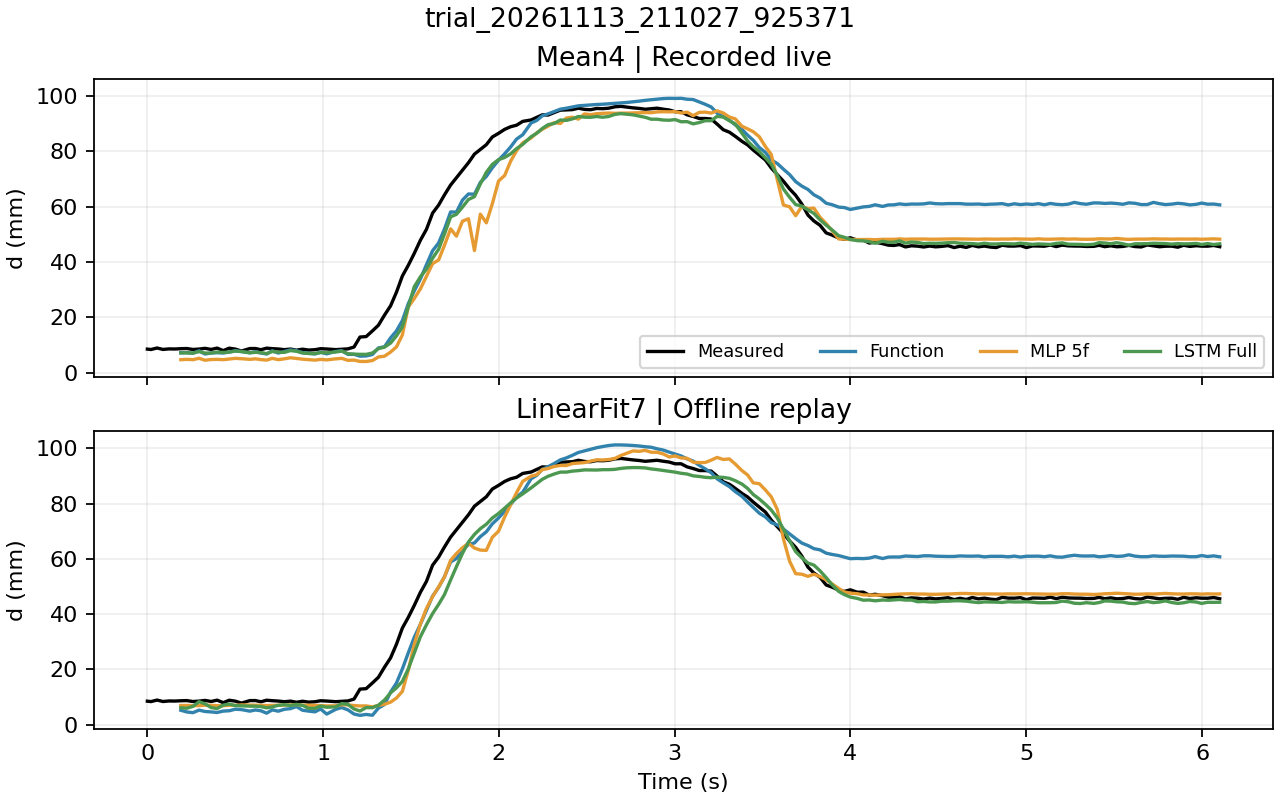 trial_20261113_211027_925371
Mean4 | Recorded live
100
80
60
40
20
0
d (mm)
Measured
Function
MLP 5f
LSTM Full
LinearFit7 | Offline replay
100
80
60
40
20
0
d (mm)
0 1 2 3 4 5 6
Time (s)